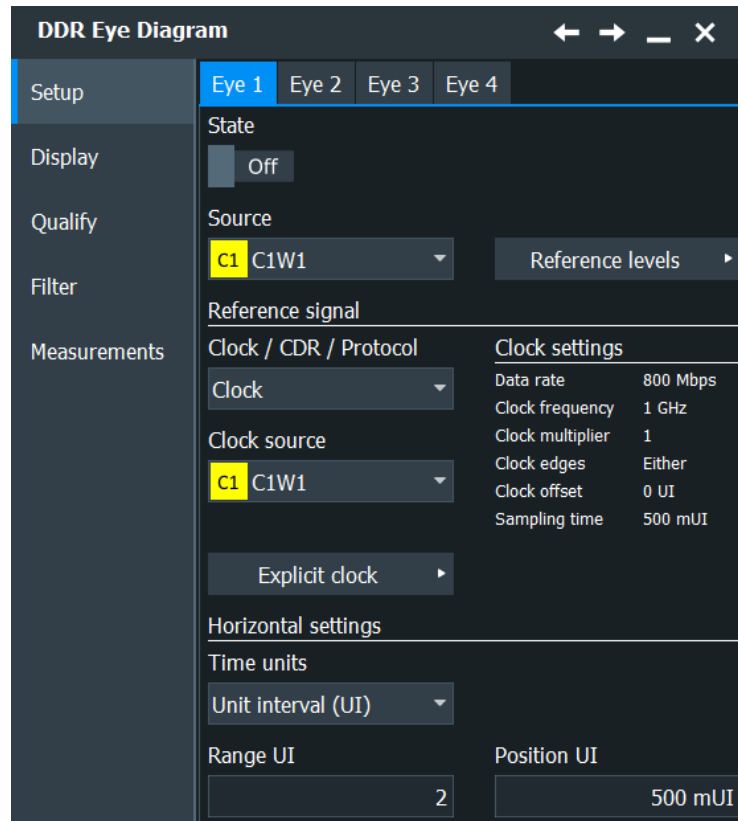 DDR Eye Diagram
Setup
Display
Qualify
Filter
Measurements
Eye 1 Eye 2 Eye 3 Eye 4
State
Off
Source
C1 C1W1
Reference levels
Reference signal
Clock / CDR / Protocol
Clock
Clock source
C1 C1W1
Explicit clock
Clock settings
Data rate 800 Mbps
Clock frequency 1 GHz
Clock multiplier 1
Clock edges Either
Clock offset 0 UI
Sampling time 500 mUI
Horizontal settings
Time units
Unit interval (UI)
Range UI
2
Position UI
500 mUI